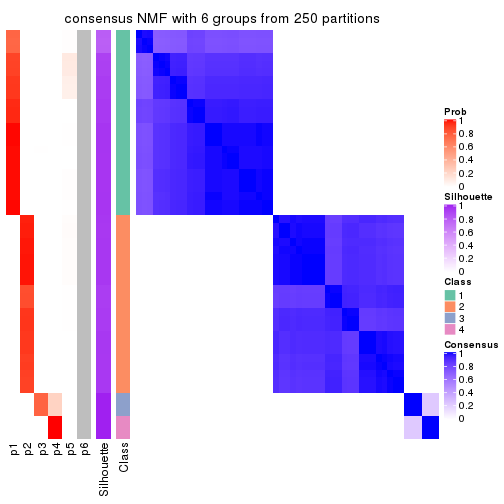 consensus NMF with 6 groups from 250 partitions
Prob
1
0.8
0.6
0.4
0.2
0
Silhouette
1
0.8
0.6
0.4
0.2
0
Class
1
2
3
4
Consensus
1
0.8
0.6
0.4
0.2
0
p1
p2
p3
p4
p5
p6
Silhouette
Class